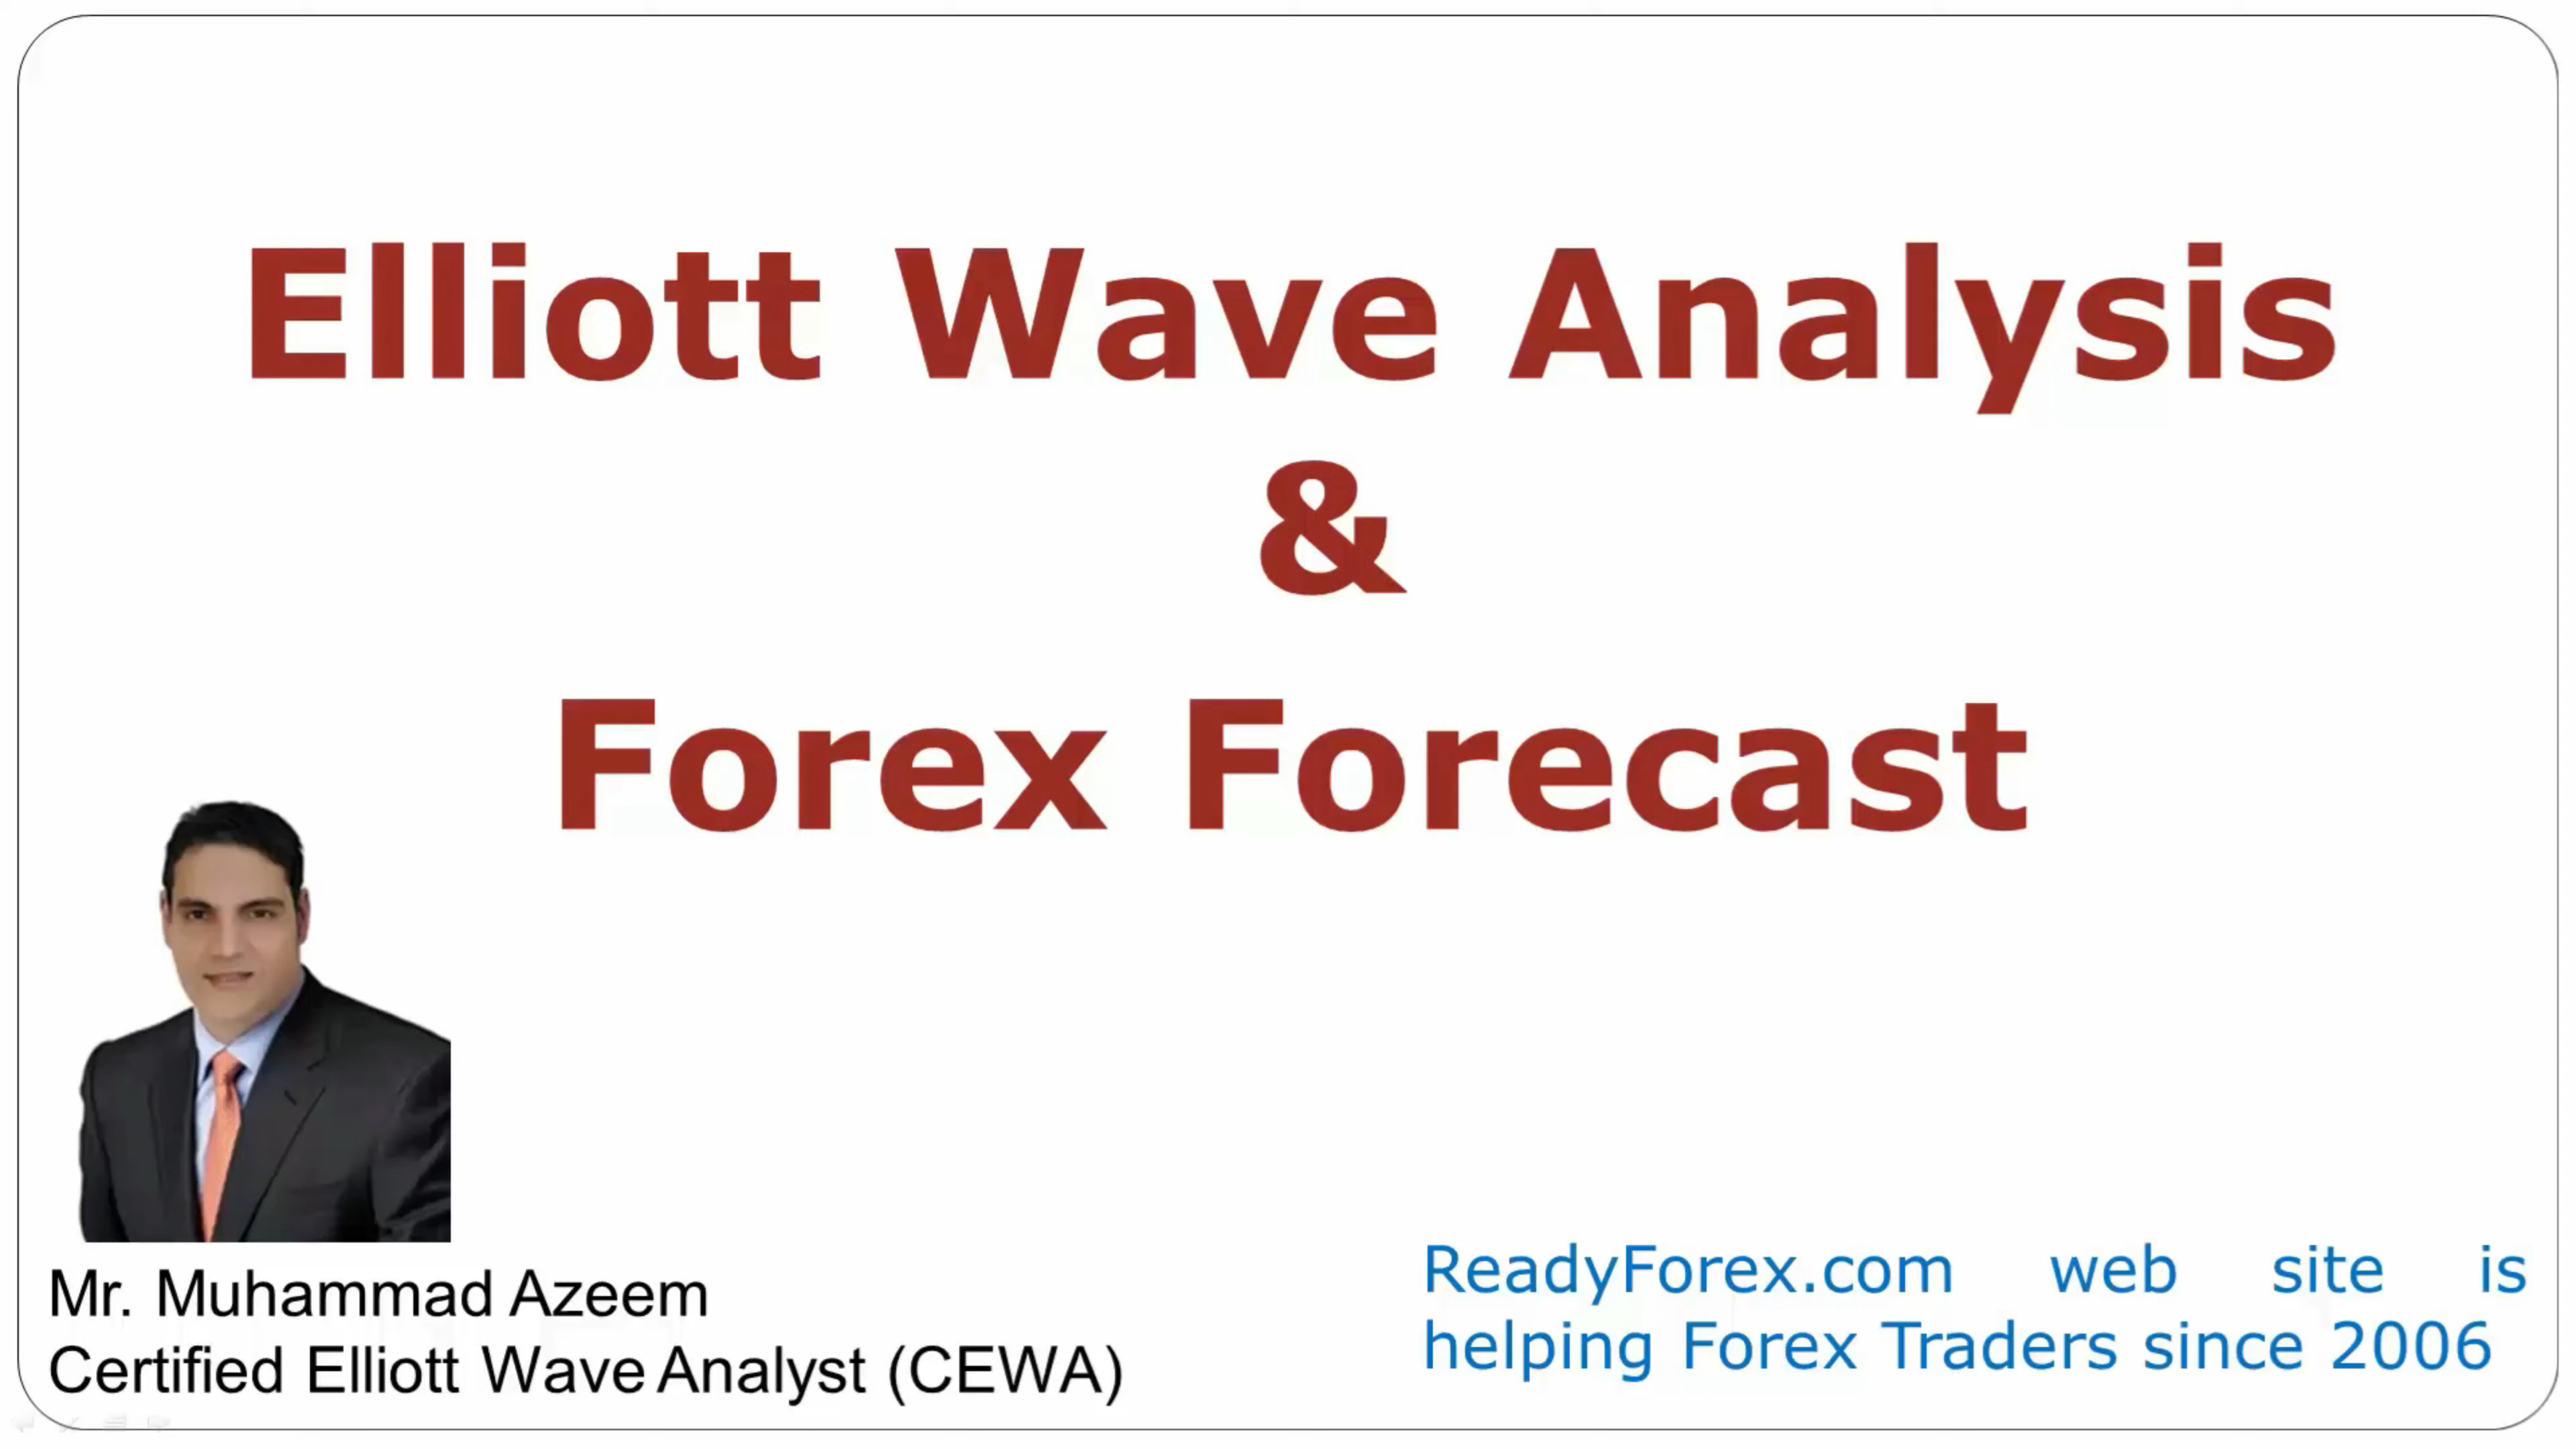 Elliott Wave Analysis
&
Forex Forecast
Mr. Muhammad Azeem
Certified Elliott Wave Analyst (CEWA)
ReadyForex.com web site is
helping Forex Traders since 2006